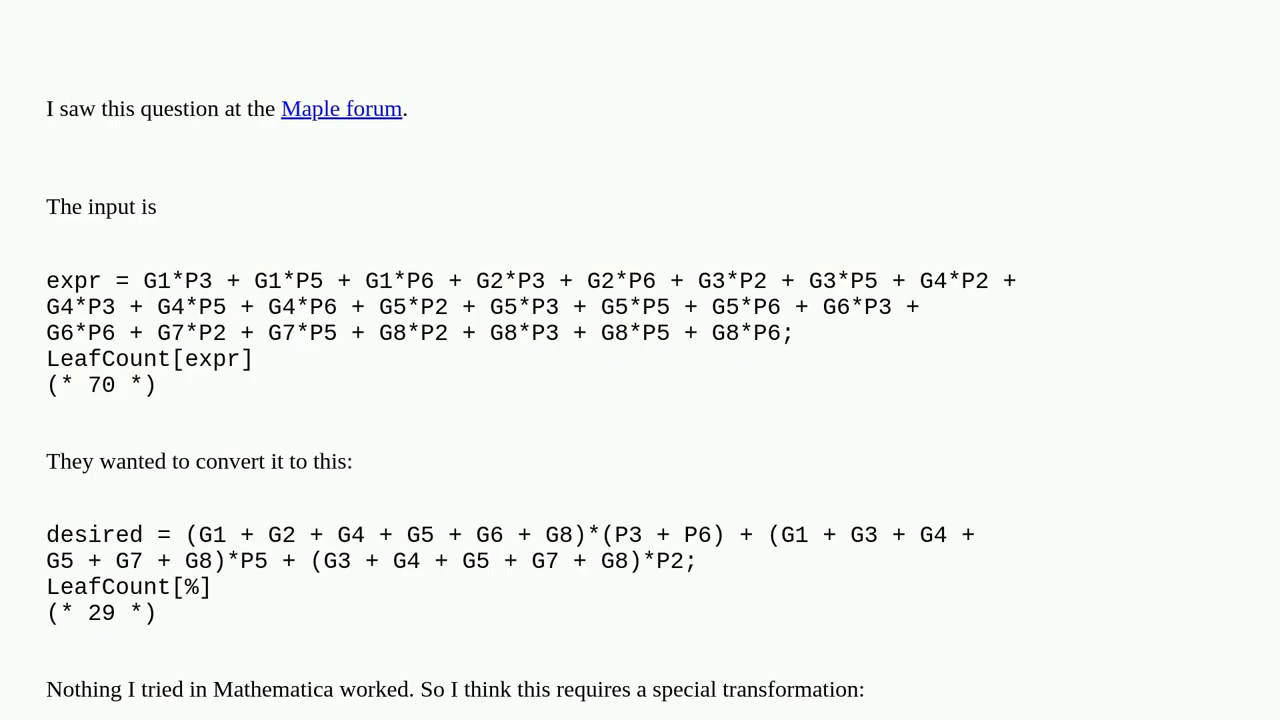 I saw this question at the Maple forum.
The input is
expr = G1*P3 + G1*P5 + G1*P6 + G2*P3 + G2*P6 + G3*P2 + G3*P5 + G4*P2 +
G4*P3 + G4*P5 + G4*P6 + G5*P2 + G5*P3 + G5*P5 + G5*P6 + G6*P3 +
G6*P6 + G7*P2 + G7*P5 + G8*P2 + G8*P3 + G8*P5 + G8*P6;
LeafCount[expr]
(* 70 *)
They wanted to convert it to this:
desired = (G1 + G2 + G4 + G5 + G6 + G8)*(P3 + P6) + (G1 + G3 + G4 +
G5 + G7 + G8)*P5 + (G3 + G4 + G5 + G7 + G8)*P2;
LeafCount[%]
(* 29 *)
Nothing I tried in Mathematica worked. So I think this requires a special transformation: